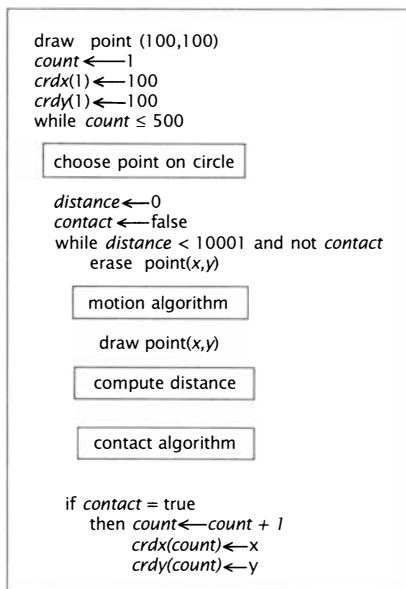 draw point (100,100)
count ← 1
crdx(1) ← 100
crdy(1) ← 100
while count ≤ 500
choose point on circle
distance ← 0
contact ← false
while distance < 10001 and not contact
erase point(x,y)
motion algorithm
draw point(x,y)
compute distance
contact algorithm
if contact = true
then count ← count + 1
crdx(count) ← x
crdy(count) ← y